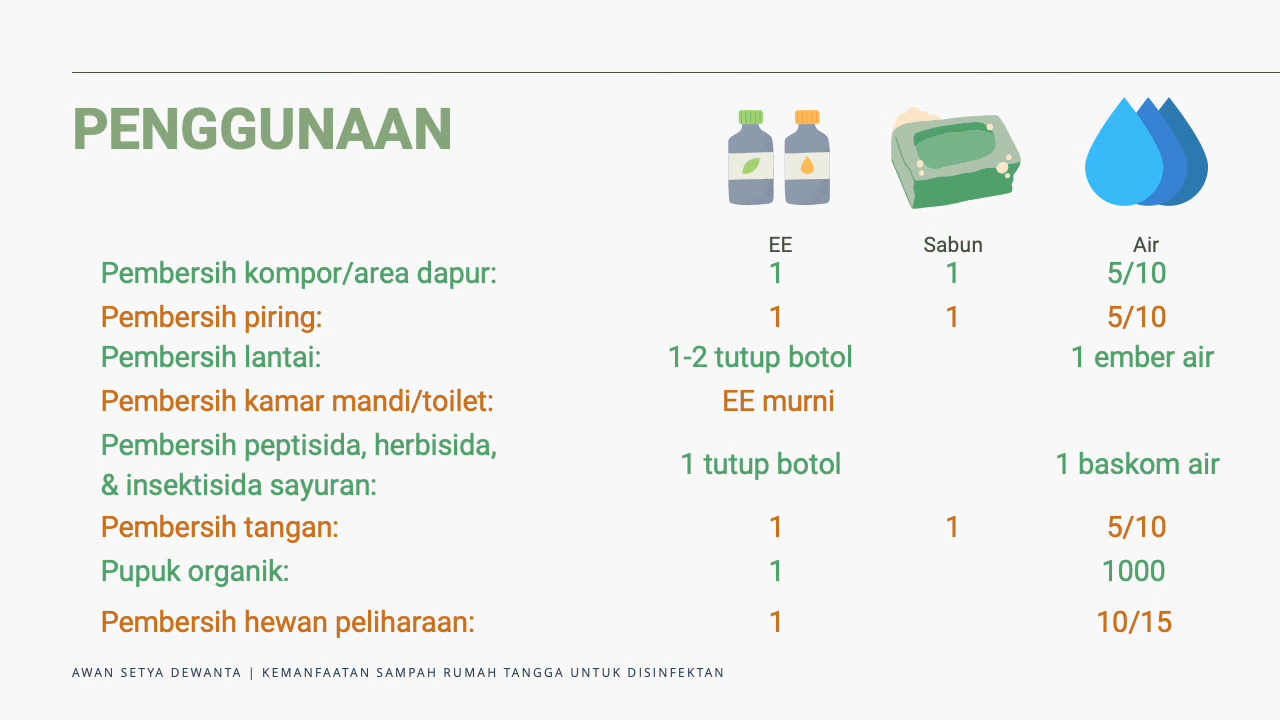 PENGGUNAAN
EE Sabun Air
Pembersih kompor/area dapur: 1 1 5/10
Pembersih piring: 1 1 5/10
Pembersih lantai: 1-2 tutup botol 1 ember air
Pembersih kamar mandi/toilet: EE murni
Pembersih peptisida, herbisida,
& insektisida sayuran: 1 tutup botol 1 baskom air
Pembersih tangan: 1 1 5/10
Pupuk organik: 1 1000
Pembersih hewan peliharaan: 1 10/15
AWAN SETYA DEWANTA | KEMANFAATAN SAMPAH RUMAH TANGGA UNTUK DISINFEKTAN